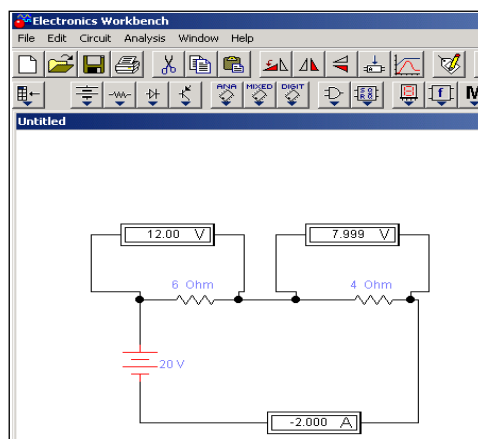 Electronics Workbench
File Edit Circuit Analysis Window Help
ANA MIXED DIGIT M
Untitled
12.00 V 7.999 V
6 Ohm 4 Ohm
20 V
-2.000 A